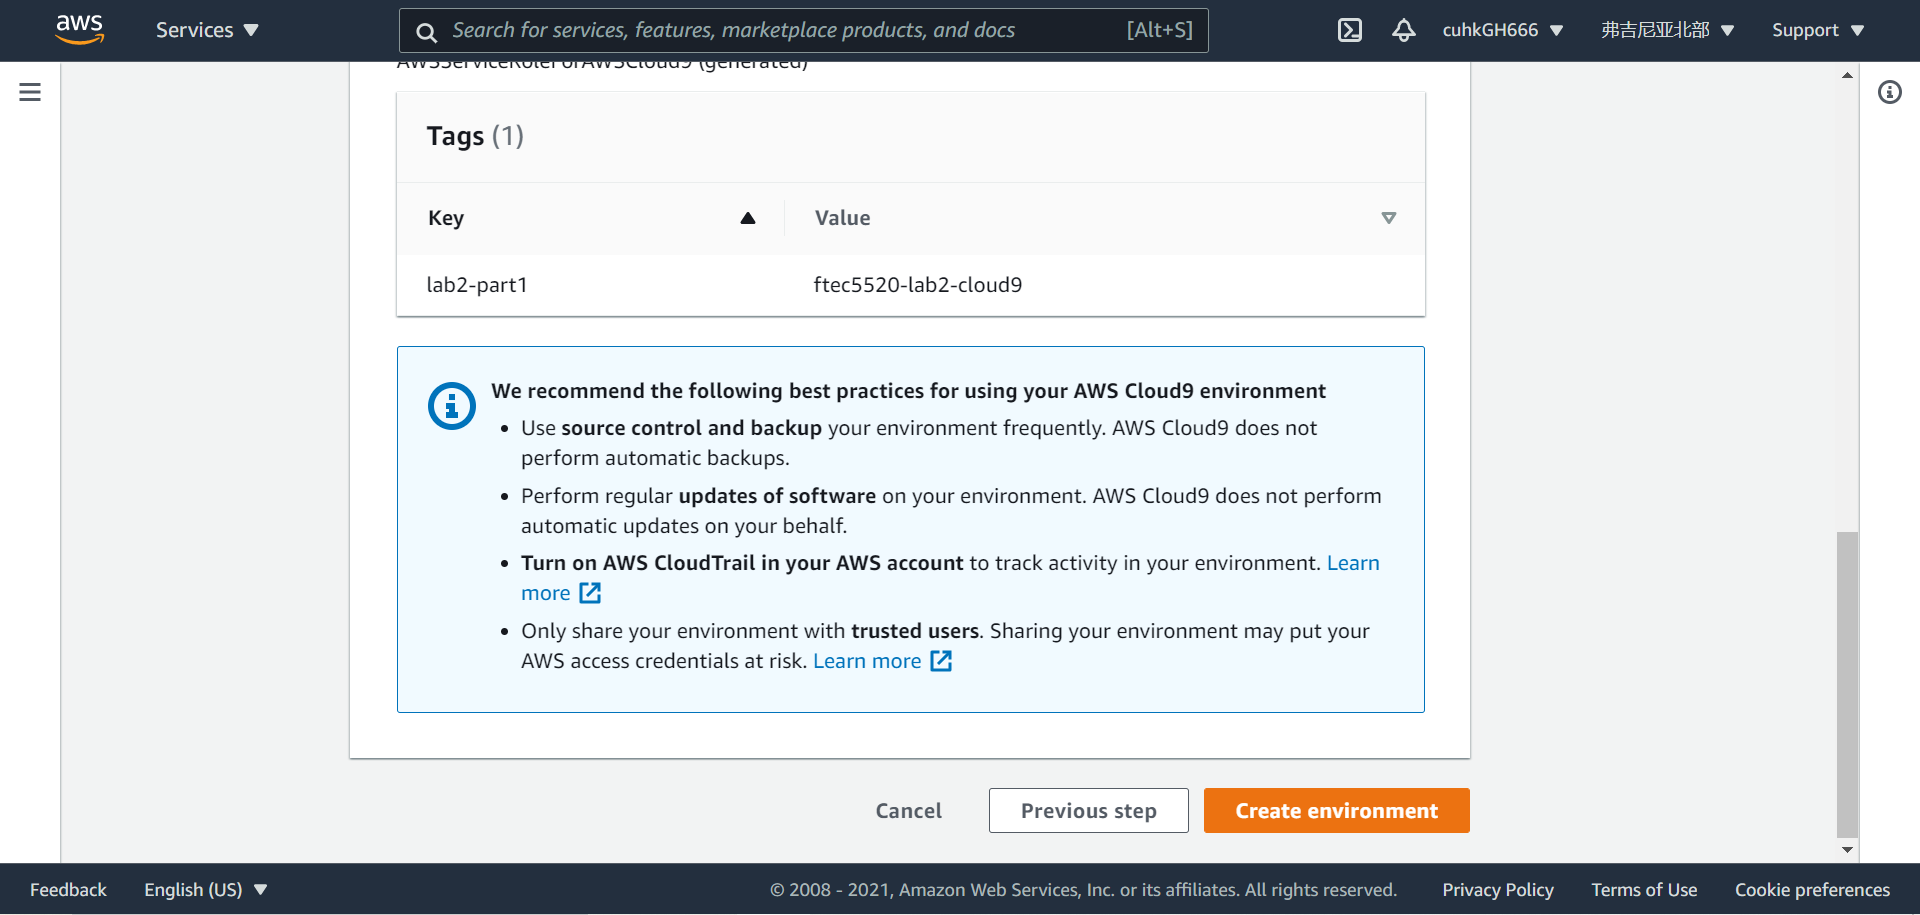 aws Services Search for services, features, marketplace products, and docs [Alt+S] cuhkGH666 弗吉尼亚北部 Support
AWSServiceRoleForAWSCloud9 (generated)
Tags (1)
Key Value
lab2-part1 ftec5520-lab2-cloud9
We recommend the following best practices for using your AWS Cloud9 environment
• Use source control and backup your environment frequently. AWS Cloud9 does not
perform automatic backups.
• Perform regular updates of software on your environment. AWS Cloud9 does not perform
automatic updates on your behalf.
• Turn on AWS CloudTrail in your AWS account to track activity in your environment. Learn
more
• Only share your environment with trusted users. Sharing your environment may put your
AWS access credentials at risk. Learn more
Cancel Previous step Create environment
Feedback English (US) © 2008 - 2021, Amazon Web Services, Inc. or its affiliates. All rights reserved. Privacy Policy Terms of Use Cookie preferences